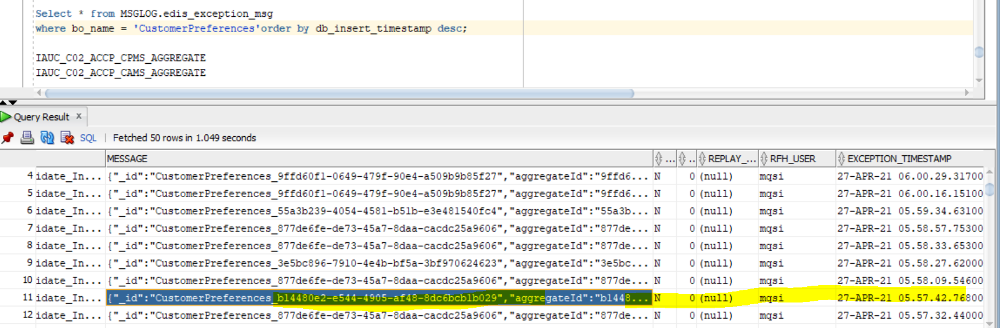 Select * from MSGLOG.edis_exception_msg
where bo_name = 'CustomerPreferences'order by db_insert_timestamp desc;
IAUC_C02_ACCP_CPMS_AGGREGATE
IAUC_C02_ACCP_CAMS_AGGREGATE
Query Result x
SQL | Fetched 50 rows in 1.049 seconds
MESSAGE ... .. REPLAY_... RFH_USER EXCEPTION_TIMESTAMP
4 idate_In... {"_id":"CustomerPreferences_9ffd60f1-0649-479f-90e4-a509b9b85f27","aggregateId":"9ffd6... N 0 (null) mqsi 27-APR-21 06.00.29.31700
5 idate_In... {"_id":"CustomerPreferences_9ffd60f1-0649-479f-90e4-a509b9b85f27","aggregateId":"9ffd6... N 0 (null) mqsi 27-APR-21 06.00.16.15100
6 idate_In... {"_id":"CustomerPreferences_55a3b239-4054-4581-b51b-e3e481540fc4","aggregateId":"55a3b... N 0 (null) mqsi 27-APR-21 05.59.34.63100
7 idate_In... {"_id":"CustomerPreferences_877de6fe-de73-45a7-8daa-cacdc25a9606","aggregateId":"877de... N 0 (null) mqsi 27-APR-21 05.58.57.75300
8 idate_In... {"_id":"CustomerPreferences_877de6fe-de73-45a7-8daa-cacdc25a9606","aggregateId":"877de... N 0 (null) mqsi 27-APR-21 05.58.33.65300
9 idate_In... {"_id":"CustomerPreferences_3e5bc896-7910-4e4b-bf5a-3bf970624623","aggregateId":"3e5bc... N 0 (null) mqsi 27-APR-21 05.58.27.62000
10 idate_In... {"_id":"CustomerPreferences_877de6fe-de73-45a7-8daa-cacdc25a9606","aggregateId":"877de... N 0 (null) mqsi 27-APR-21 05.58.09.54600
11 idate_In... {"_id":"CustomerPreferences_b14480e2-e544-4905-af48-8dc6bcb1b029","aggregateId":"b1448... N 0 (null) mqsi 27-APR-21 05.57.42.76800
12 idate_In... {"_id":"CustomerPreferences_877de6fe-de73-45a7-8daa-cacdc25a9606","aggregateId":"877de... N 0 (null) mqsi 27-APR-21 05.57.32.44000